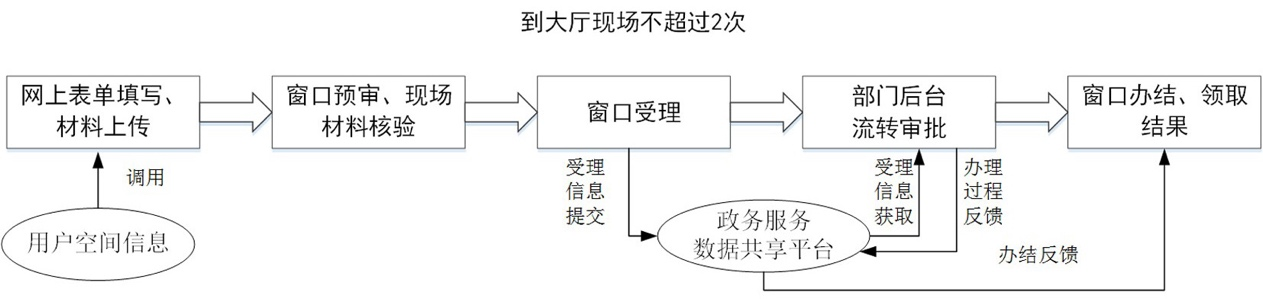 到大厅现场不超过2次
网上表单填写、
材料上传
窗口预审、现场
材料核验
窗口受理
部门后台
流转审批
窗口办结、领取
结果
调用
用户空间信息
受理
信息
提交
政务服务
数据共享平台
受理
信息
获取
办理
过程
反馈
办结反馈